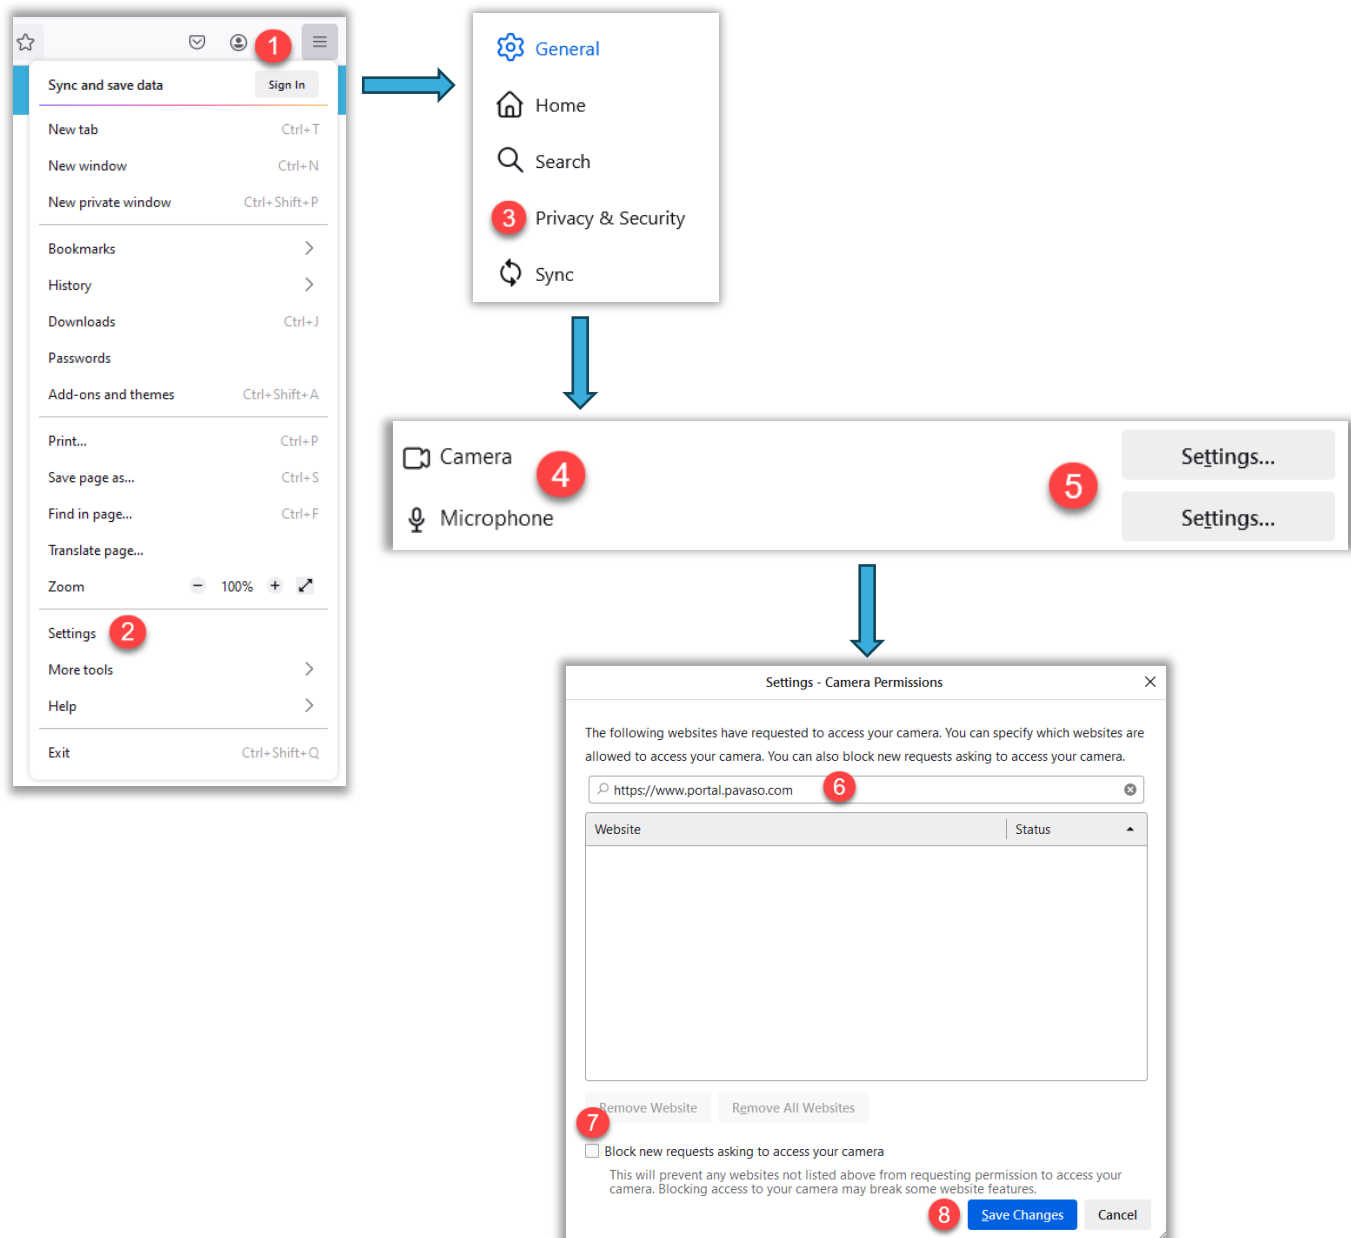 1
Sync and save data Sign In
New tab Ctrl+T
New window Ctrl+N
New private window Ctrl+Shift+P
Bookmarks
History
Downloads Ctrl+J
Passwords
Add-ons and themes Ctrl+Shift+A
Print... Ctrl+P
Save page as... Ctrl+S
Find in page... Ctrl+F
Translate page...
Zoom − 100% +
Settings 2
More tools
Help
Exit Ctrl+Shift+Q
General
Home
Search
3 Privacy & Security
Sync
Camera Settings...
4 5
Microphone Settings...
Settings - Camera Permissions
The following websites have requested to access your camera. You can specify which websites are
allowed to access your camera. You can also block new requests asking to access your camera.
https://www.portal.pavaso.com 6
Website Status
Remove Website Remove All Websites
7
Block new requests asking to access your camera
This will prevent any websites not listed above from requesting permission to access your
camera. Blocking access to your camera may break some website features.
8 Save Changes Cancel